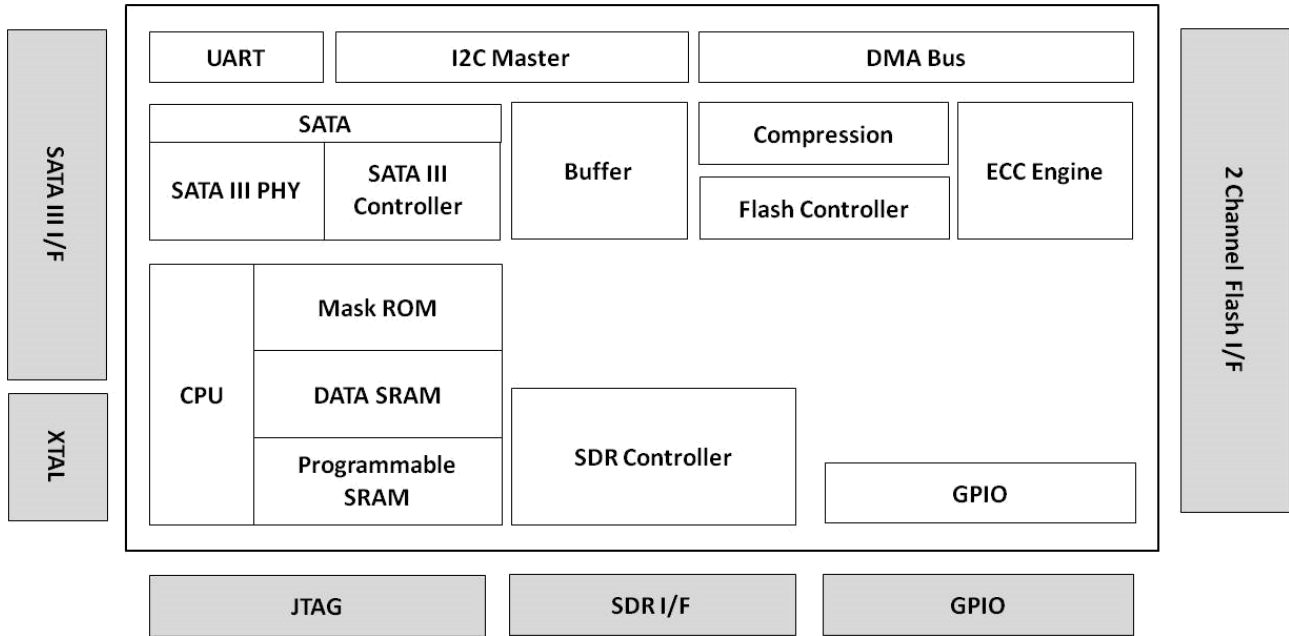 UART
I2C Master
DMA Bus
SATA
SATA III PHY
SATA III
Controller
Buffer
Compression
Flash Controller
ECC Engine
SATA III I/F
2 Channel Flash I/F
CPU
Mask ROM
DATA SRAM
Programmable
SRAM
SDR Controller
GPIO
XTAL
JTAG
SDR I/F
GPIO